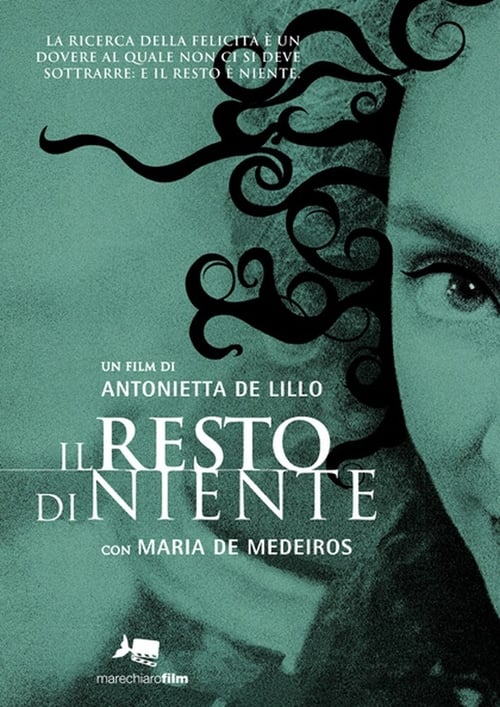 LA RICERCA DELLA FELICITÀ È UN
DOVERE AL QUALE NON CI SI DEVE
SOTTRARRE: E IL RESTO È NIENTE.
UN FILM DI
ANTONIETTA DE LILLO
IL RESTO
DI NIENTE
CON MARIA DE MEDEIROS
marechiarofilm